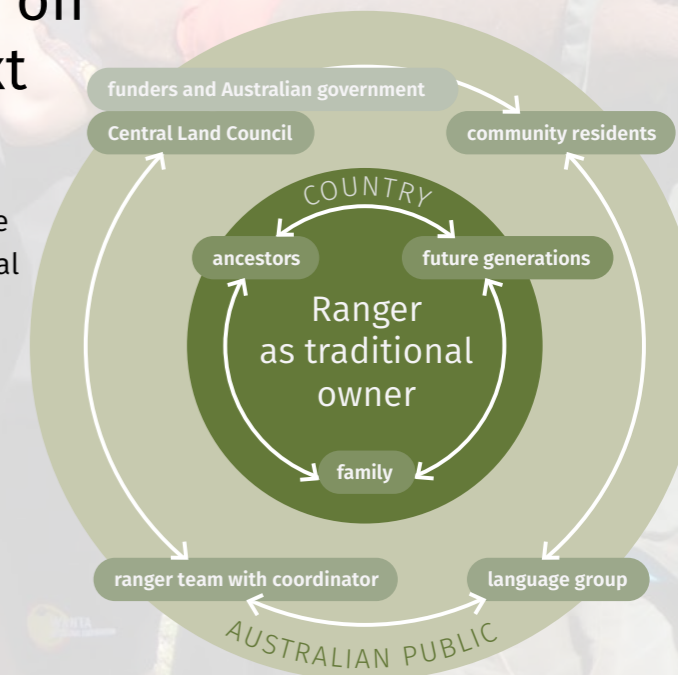 on
funders and Australian government
Central Land Council
community residents
COUNTRY
ancestors
future generations
Ranger
as traditional
owner
family
ranger team with coordinator
language group
AUSTRALIAN PUBLIC